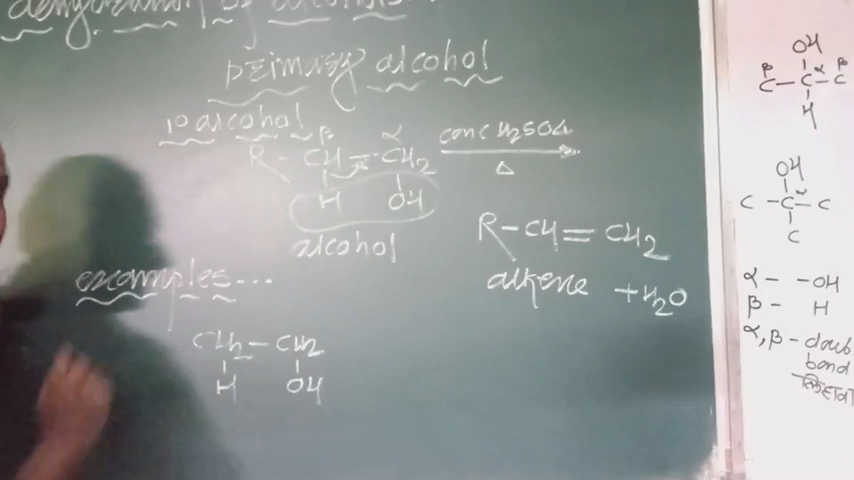 dehydration of alcohols
primary alcohol
1° alcohol
β α
R - CH = CH2 conc H2SO4
Δ
H OH
alcohol
R-CH=CH2
alkene + H2O
examples...
CH2-CH2
H OH
OH
β α β
C-C-C
H
OH
α
C-C-C
C
α - -OH
β - H
α,β - doub
bond